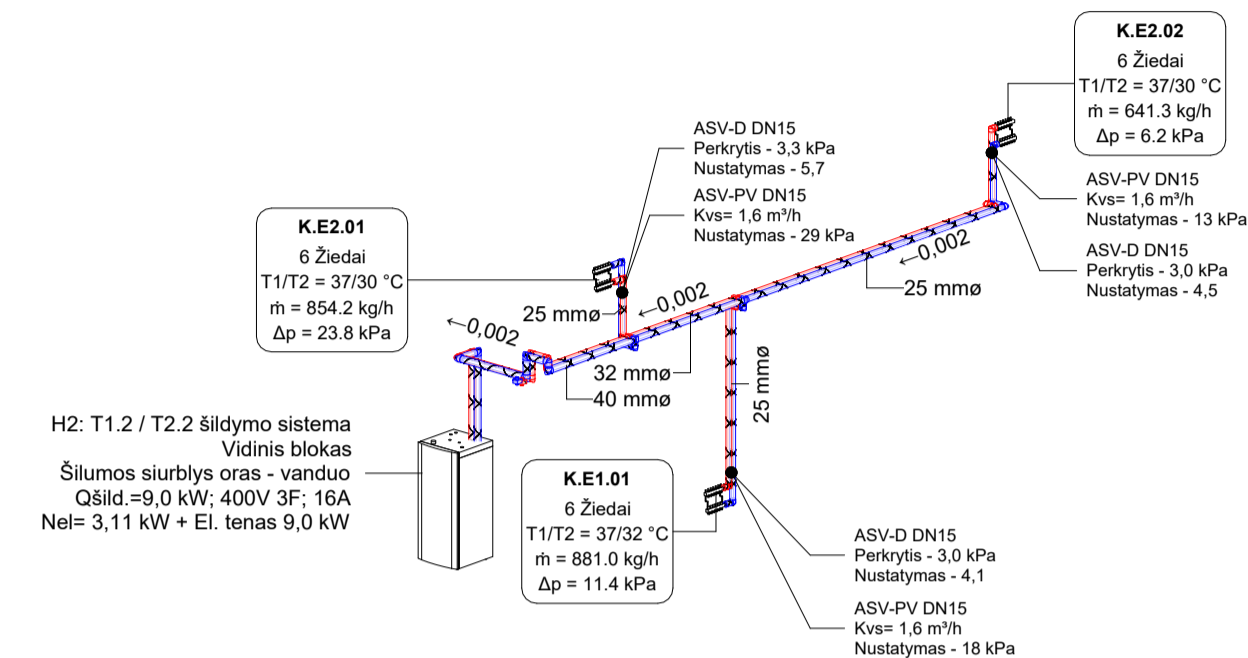 K.E2.02
6 Žiedai
T1/T2 = 37/30 °C
ṁ = 641.3 kg/h
Δp = 6.2 kPa
ASV-D DN15
Perkrytis - 3,3 kPa
Nustatymas - 5,7
ASV-PV DN15
Kvs= 1,6 m³/h
Nustatymas - 29 kPa
ASV-PV DN15
Kvs= 1,6 m³/h
Nustatymas - 13 kPa
ASV-D DN15
Perkrytis - 3,0 kPa
Nustatymas - 4,5
K.E2.01
6 Žiedai
T1/T2 = 37/30 °C
ṁ = 854.2 kg/h
Δp = 23.8 kPa
←0,002
25 mmø
←0,002
25 mmø
←0,002
32 mmø
40 mmø
25 mmø
H2: T1.2 / T2.2 šildymo sistema
Vidinis blokas
Šilumos siurblys oras - vanduo
Qšild.=9,0 kW; 400V 3F; 16A
Nel= 3,11 kW + El. tenas 9,0 kW
K.E1.01
6 Žiedai
T1/T2 = 37/32 °C
ṁ = 881.0 kg/h
Δp = 11.4 kPa
ASV-D DN15
Perkrytis - 3,0 kPa
Nustatymas - 4,1
ASV-PV DN15
Kvs= 1,6 m³/h
Nustatymas - 18 kPa